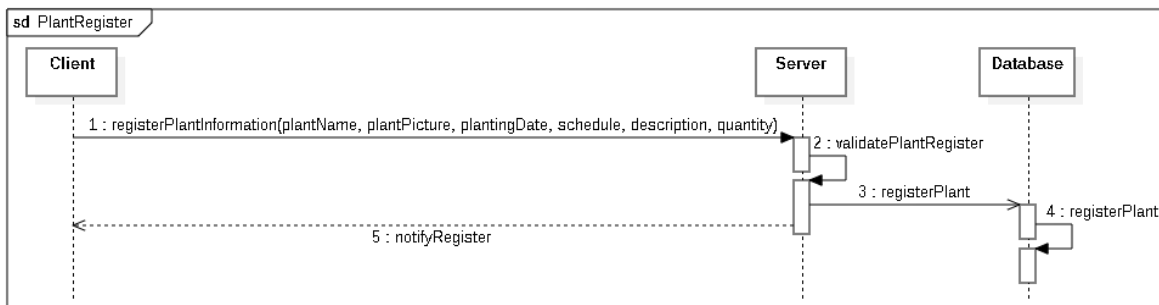 sd PlantRegister
Client
Server
Database
1 : registerPlantInformation(plantName, plantPicture, plantingDate, schedule, description, quantity)
2 : validatePlantRegister
3 : registerPlant
4 : registerPlant
5 : notifyRegister